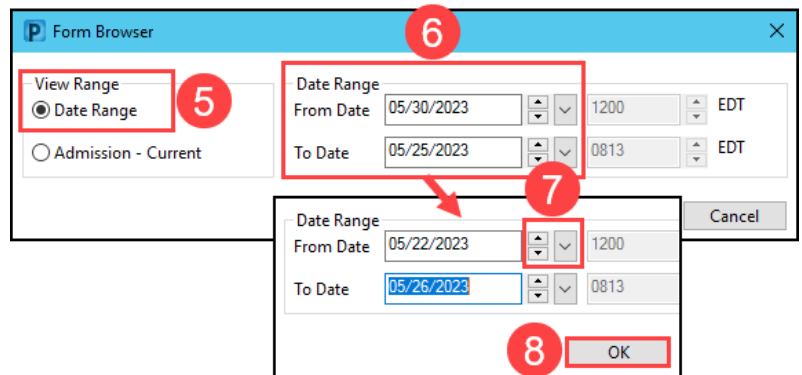 P Form Browser
6
View Range
Date Range
5
Admission - Current
Date Range
From Date 05/30/2023 1200 EDT
To Date 05/25/2023 0813 EDT
Cancel
7
Date Range
From Date 05/22/2023 1200
To Date 05/26/2023 0813
8
OK